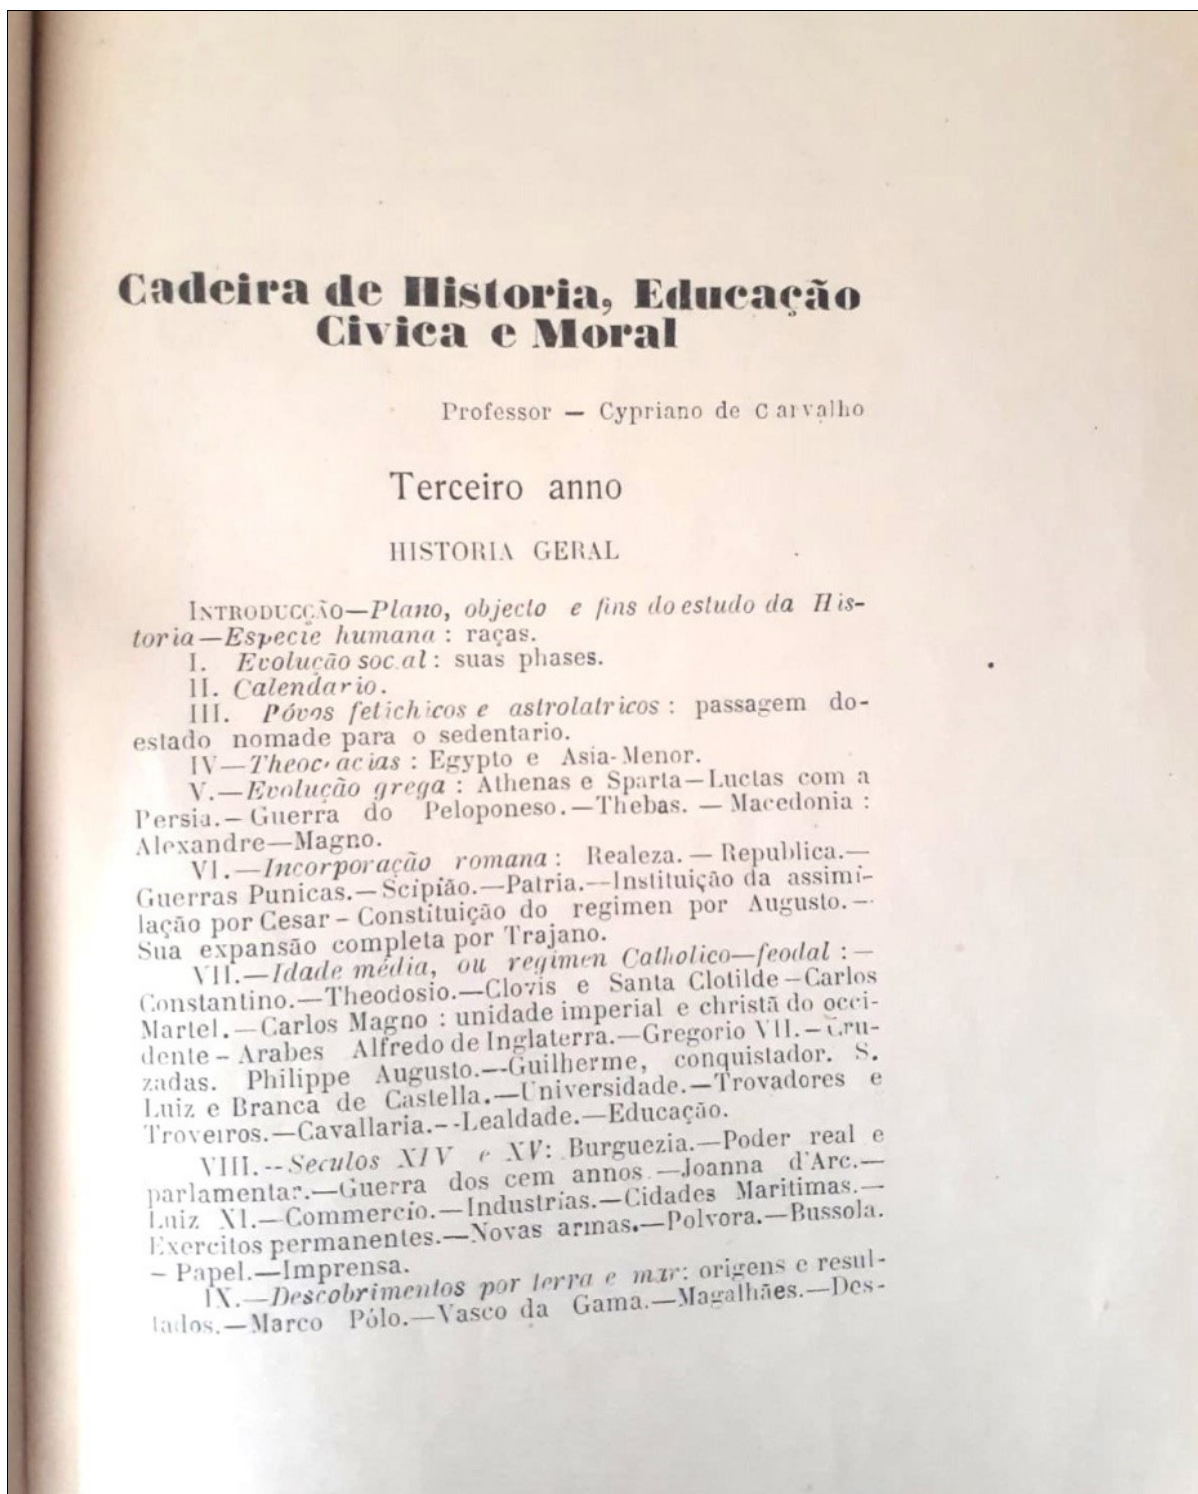 Cadeira de Historia, Educação
Civica e Moral
Professor — Cypriano de Carvalho
Terceiro anno
HISTORIA GERAL
INTRODUCÇÃO—Plano, objecto e fins do estudo da His-
toria—Especie humana : raças.
I. Evolução soc.al : suas phases.
II. Calendario.
III. Póvos fetichicos e astrolatricos : passagem do-
estado nomade para o sedentario.
IV—Theocracias : Egypto e Asia-Menor.
V.—Evolução grega : Athenas e Sparta—Luctas com a
Persia.—Guerra do Peloponeso.—Thebas. — Macedonia :
Alexandre—Magno.
VI.—Incorporação romana : Realeza. — Republica.—
Guerras Punicas.—Scipião.—Patria.—Instituição da assimi-
lação por Cesar – Constituição do regimen por Augusto.—
Sua expansão completa por Trajano.
VII.—Idade média, ou regimen Catholico—feodal : —
Constantino.—Theodosio.—Clovis e Santa Clotilde—Carlos
Martel.—Carlos Magno : unidade imperial e christã do occi-
dente – Arabes Alfredo de Inglaterra.—Gregorio VII.—Cru-
zadas. Philippe Augusto.—Guilherme, conquistador. S.
Luiz e Branca de Castella.—Universidade.—Trovadores e
Troveiros.—Cavallaria.--Lealdade.—Educação.
VIII.--Seculos XIV e XV: Burguezia.—Poder real e
parlamentar.—Guerra dos cem annos.—Joanna d'Arc.—
Luiz XI.—Commercio.—Industrias.—Cidades Maritimas.—
Exercitos permanentes.—Novas armas.—Polvora.—Bussola.
– Papel.—Imprensa.
IX.—Descobrimentos por terra e mar: origens e resul-
tados.—Marco Pólo.—Vasco da Gama.—Magalhães.—Des-